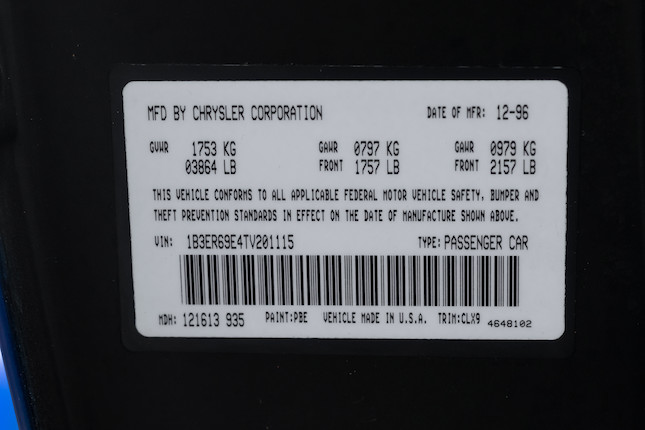 MFD BY CHRYSLER CORPORATION DATE OF MFR: 12-96
GVWR 1753 KG GAWR 0797 KG GAWR 0979 KG
03864 LB FRONT 1757 LB FRONT 2157 LB
THIS VEHICLE CONFORMS TO ALL APPLICABLE FEDERAL MOTOR VEHICLE SAFETY, BUMPER AND
THEFT PREVENTION STANDARDS IN EFFECT ON THE DATE OF MANUFACTURE SHOWN ABOVE.
VIN: 1B3ER69E4TV201115 TYPE: PASSENGER CAR
MDH: 121613 935 PAINT:PBE VEHICLE MADE IN U.S.A. TRIM:CLX9 4648102